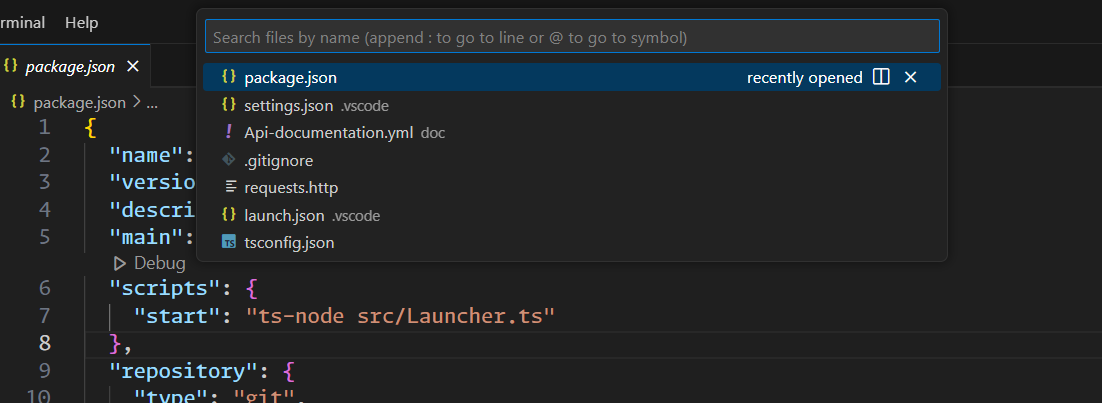 rminal Help
Search files by name (append : to go to line or @ to go to symbol)
package.json
package.json recently opened
package.json > ...
settings.json .vscode
Api-documentation.yml doc
.gitignore
requests.http
launch.json .vscode
tsconfig.json
1 {
2 "name":
3 "versio
4 "descri
5 "main":
Debug
6 "scripts": {
7 "start": "ts-node src/Launcher.ts"
8 },
9 "repository": {
10 "type": "git",